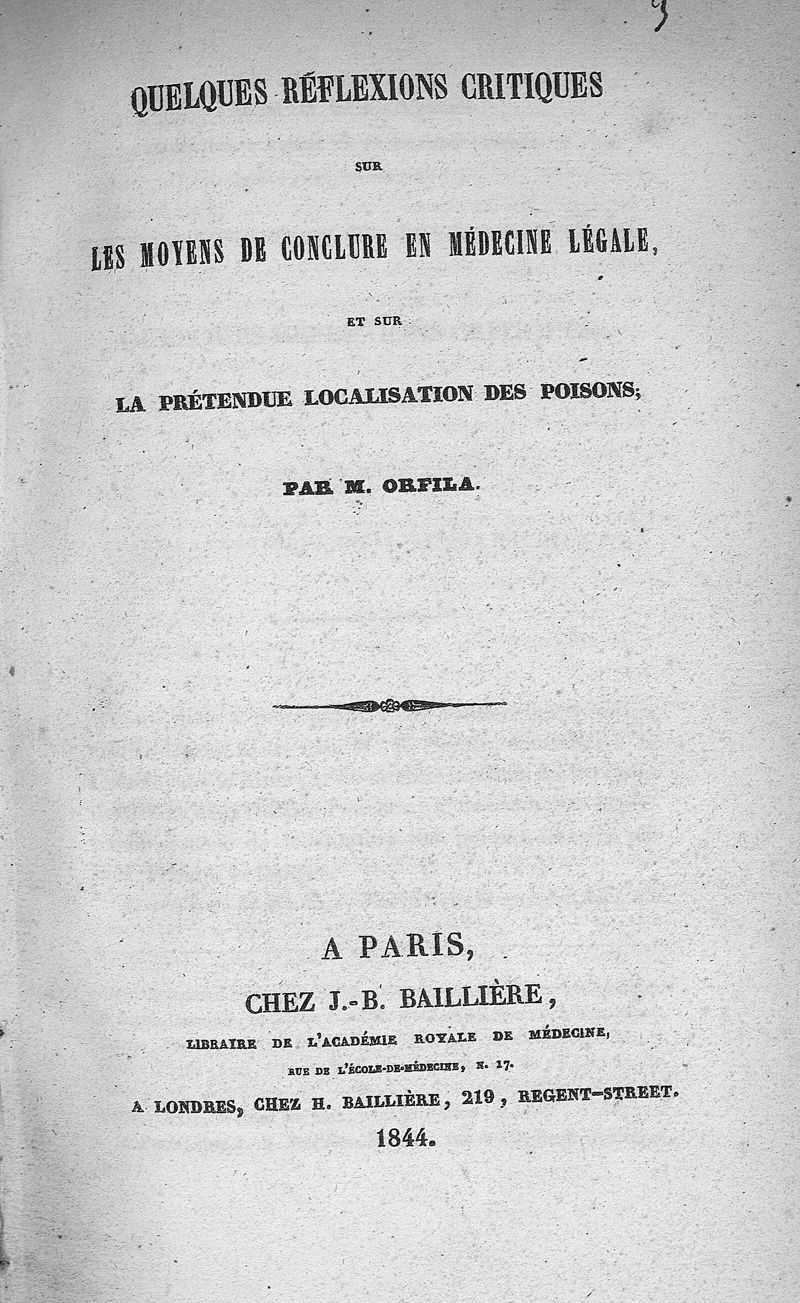 QUELQUES RÉFLEXIONS CRITIQUES
SUR
LES MOYENS DE CONCLURE EN MÉDECINE LÉGALE,
ET SUR
LA PRÉTENDUE LOCALISATION DES POISONS;
PAR M. ORFILA.
A PARIS,
CHEZ J.-B. BAILLIÈRE,
LIBRAIRE DE L'ACADÉMIE ROYALE DE MÉDECINE,
RUE DE L'ÉCOLE-DE-MÉDECINE, N. 17.
A LONDRES, CHEZ H. BAILLIÈRE, 219, REGENT-STREET.
1844.